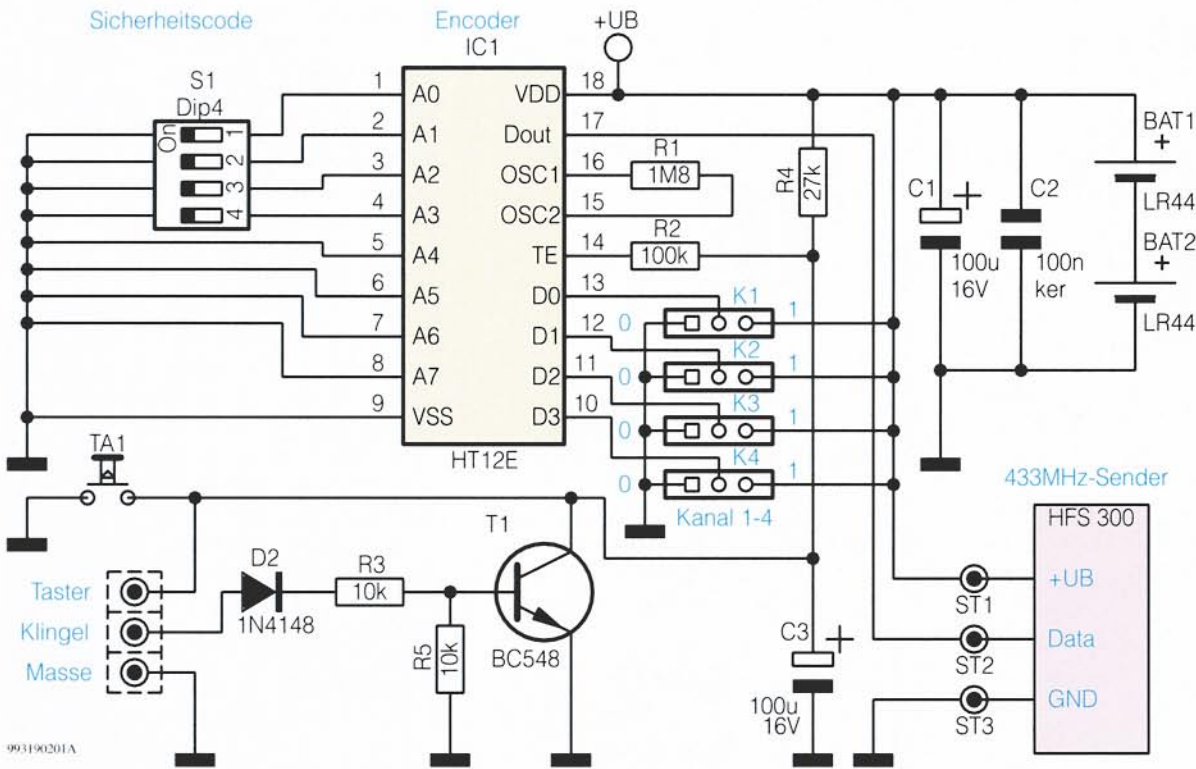 Sicherheitscode
Encoder
IC1
+UB
S1
Dip4
On
1
2
3
4
1
2
3
4
5
6
7
8
9
A0
A1
A2
A3
A4
A5
A6
A7
VSS
VDD
Dout
OSC1
OSC2
TE
D0
D1
D2
D3
18
17
16
15
14
13
12
11
10
HT12E
R1
1M8
R2
100k
R4
27k
C1
+
100u
16V
C2
100n
ker
BAT1
+
LR44
BAT2
+
LR44
K1
0
1
K2
0
1
K3
0
1
K4
0
1
Kanal 1-4
TA1
Taster
Klingel
Masse
D2
1N4148
R3
10k
R5
10k
T1
BC548
C3
+
100u
16V
433MHz-Sender
HFS 300
+UB
Data
GND
ST1
ST2
ST3
993190201A